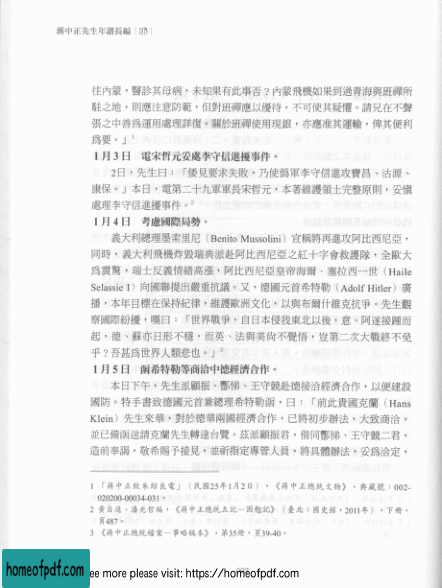 蔣中正先生年譜長編
往內蒙，醫診其母病，未知果有此事否？內蒙飛機如果到過青海與班禪所
駐之地，則應注意防範，但對班禪應以優待，不可使其疑懼。請兄在不聲
張之中善爲運用處理詳復。關於班禪使用現銀，亦應准其運輸，俾其便利
爲要。」1
1月3日　電宋哲元妥處李守信進擾事件。
2日，先生曰：「倭見要求失敗，乃使僞軍李守信進攻寶昌、沽源、
康保。」本日，電第二十九軍軍長宋哲元，本著維護領土完整原則，妥愼
處理李守信進擾事件。2
1月4日　考慮國際局勢。
義大利總理墨索里尼（Benito Mussolini）宣稱將再進攻阿比西尼亞，
同時，義大利飛機炸毀瑞典派赴阿比西尼亞之紅十字會救護隊，全歐大
爲震驚，瑞士反義情緒高漲，阿比西尼亞皇帝海爾．塞拉西一世（Haile
Selassie I）向國聯提出嚴重抗議。又，德國元首希特勒（Adolf Hitler）廣
播，本年目標在保持紀律，維護歐洲文化，以與布爾什維克抗爭。先生觀
察國際紛擾，嘆曰：「世界戰爭，自日本侵我東北以後，意、阿遂接踵而
起，德、蘇亦日形不穩，而英、法與美尚不覺悟，豈第二次大戰終不免
乎？吾甚爲世界人類悲也。」3
1月5日　函希特勒等商洽中德經濟合作。
本日下午，先生派顧振、酆悌、王守競赴德接洽經濟合作，以便建設
國防。特手書致德國元首兼總理希特勒函，曰：「前此貴國克蘭（Hans
Klein）先生來華，對於德華兩國經濟合作，已將初步辦法，大致商洽，
並已備函送請克蘭先生轉達台覽。茲派顧振君，偕同酆悌、王守競二君，
造前奉謁，敬希賜予接見。並祈指定專管人員，將具體辦法，妥爲洽定，
1 「蔣中正致朱紹良電」（民國25年1月2日），《蔣中正總統文物》，典藏號：002-
020200-00034-031。
2 黃自進、潘光哲編，《蔣中正總統五記—困勉記》（臺北：國史館，2011年），下冊，
頁487。
3 《蔣中正總統檔案—事略稿本》，第35冊，頁39-40。
homeofpdf.com
ee more please visit: https://homeofpdf.com